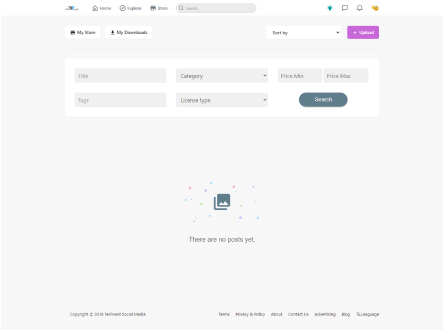 Home Explore Store Search..
My Store My Downloads Sort by + Upload
Title Category Price Min Price Max
Tags License type Search
There are no posts yet.
Copyright © 2018 Technext Social Media Terms Privacy & Policy About Contact Us Advertising Blog Language